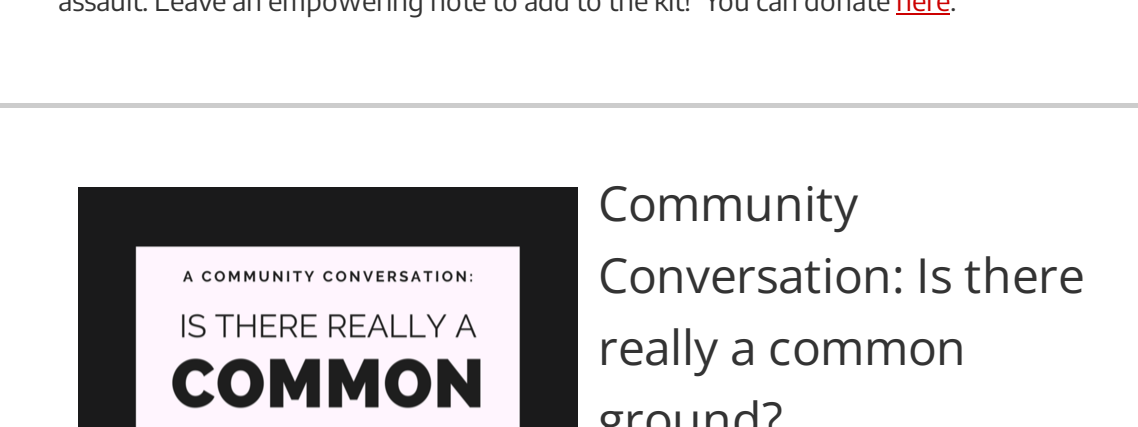 assault. Leave an empowering note to add to the kit! You can donate here.
A COMMUNITY CONVERSATION:
IS THERE REALLY A
COMMON
Community
Conversation: Is there
really a common
ground?